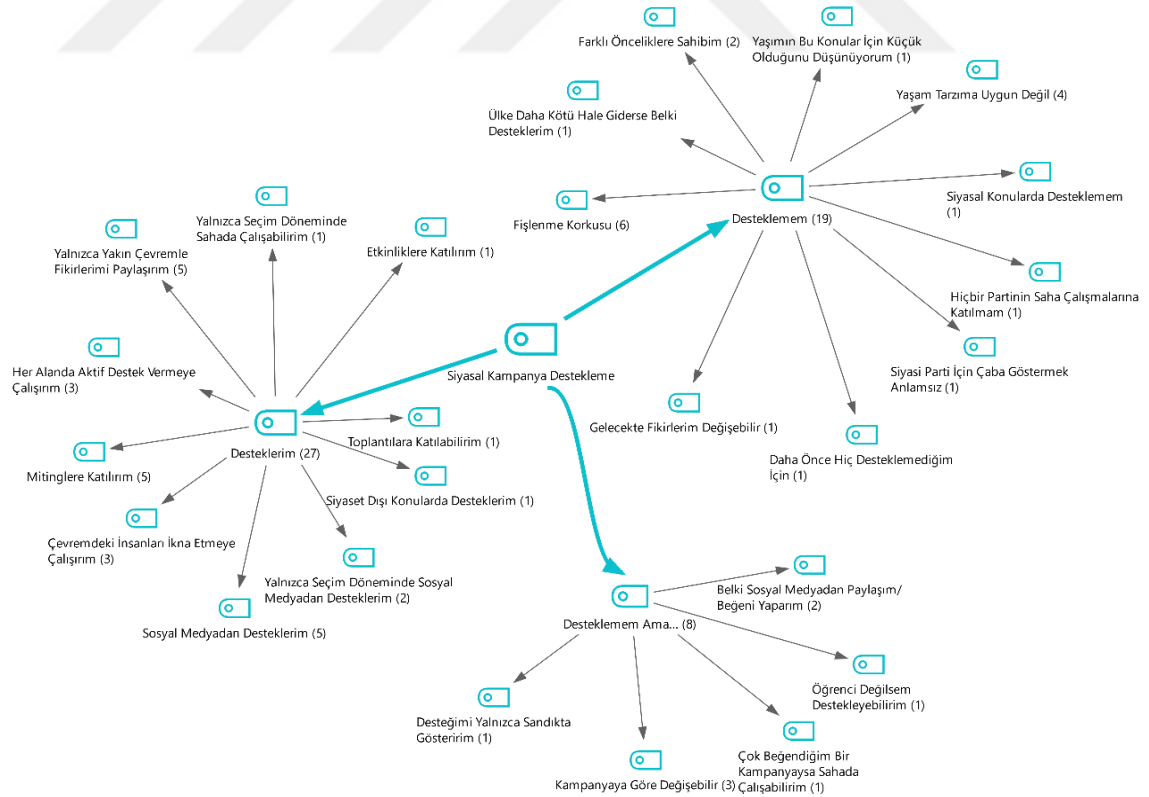 Farklı Önceliklere Sahibim (2)
Yaşımın Bu Konular İçin Küçük
Olduğunu Düşünüyorum (1)
Yaşam Tarzıma Uygun Değil (4)
Ülke Daha Kötü Hale Giderse Belki
Desteklerim (1)
Siyasal Konularda Desteklemem
(1)
Fişlenme Korkusu (6)
Desteklemem (19)
Yalnızca Seçim Döneminde
Sahada Çalışabilirim (1)
Yalnızca Yakın Çevremle
Fikirlerimi Paylaşırım (5)
Etkinliklere Katılırım (1)
Hiçbir Partinin Saha Çalışmalarına
Katılmam (1)
Siyasi Parti İçin Çaba Göstermek
Anlamsız (1)
Siyasal Kampanya Destekleme
Her Alanda Aktif Destek Vermeye
Çalışırım (3)
Gelecekte Fikirlerim Değişebilir (1)
Daha Önce Hiç Desteklemediğim
İçin (1)
Desteklerim (27)
Toplantılara Katılabilirim (1)
Mitinglere Katılırım (5)
Siyaset Dışı Konularda Desteklerim (1)
Çevremdeki İnsanları İkna Etmeye
Çalışırım (3)
Yalnızca Seçim Döneminde Sosyal
Medyadan Desteklerim (2)
Sosyal Medyadan Desteklerim (5)
Belki Sosyal Medyadan Paylaşım/
Beğeni Yaparım (2)
Desteklemem Ama... (8)
Öğrenci Değilsem
Destekleyebilirim (1)
Desteğimi Yalnızca Sandıkta
Gösteririm (1)
Kampanyaya Göre Değişebilir (3)
Çok Beğendiğim Bir
Kampanyaysa Sahada
Çalışabilirim (1)